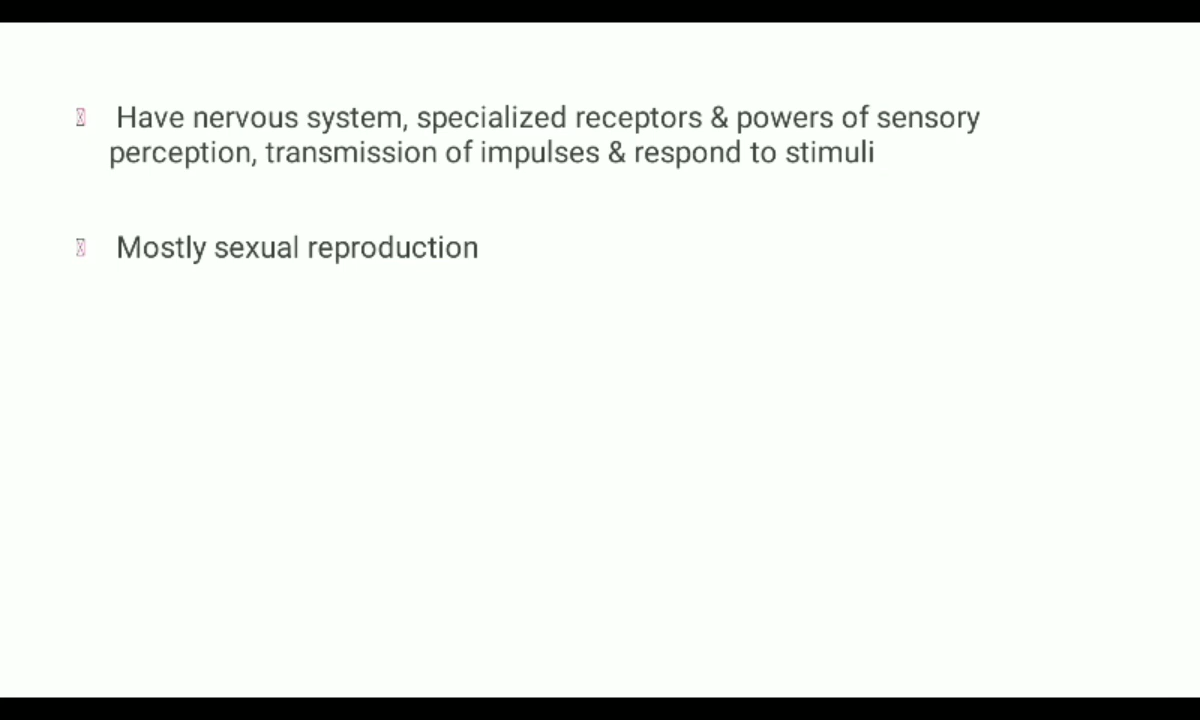 Have nervous system, specialized receptors & powers of sensory
perception, transmission of impulses & respond to stimuli
Mostly sexual reproduction